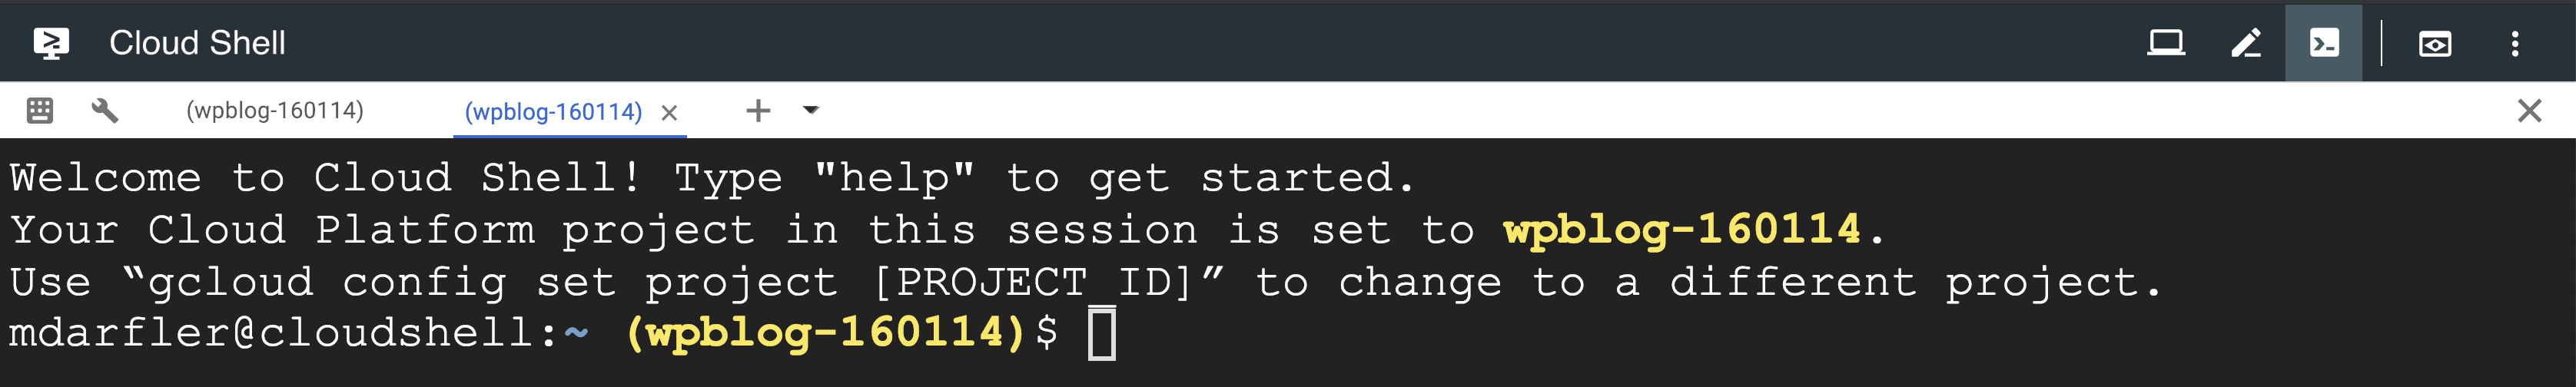 Cloud Shell
(wpblog-160114) (wpblog-160114)
Welcome to Cloud Shell! Type "help" to get started.
Your Cloud Platform project in this session is set to wpblog-160114.
Use “gcloud config set project [PROJECT_ID]” to change to a different project.
mdarfler@cloudshell:~ (wpblog-160114)$